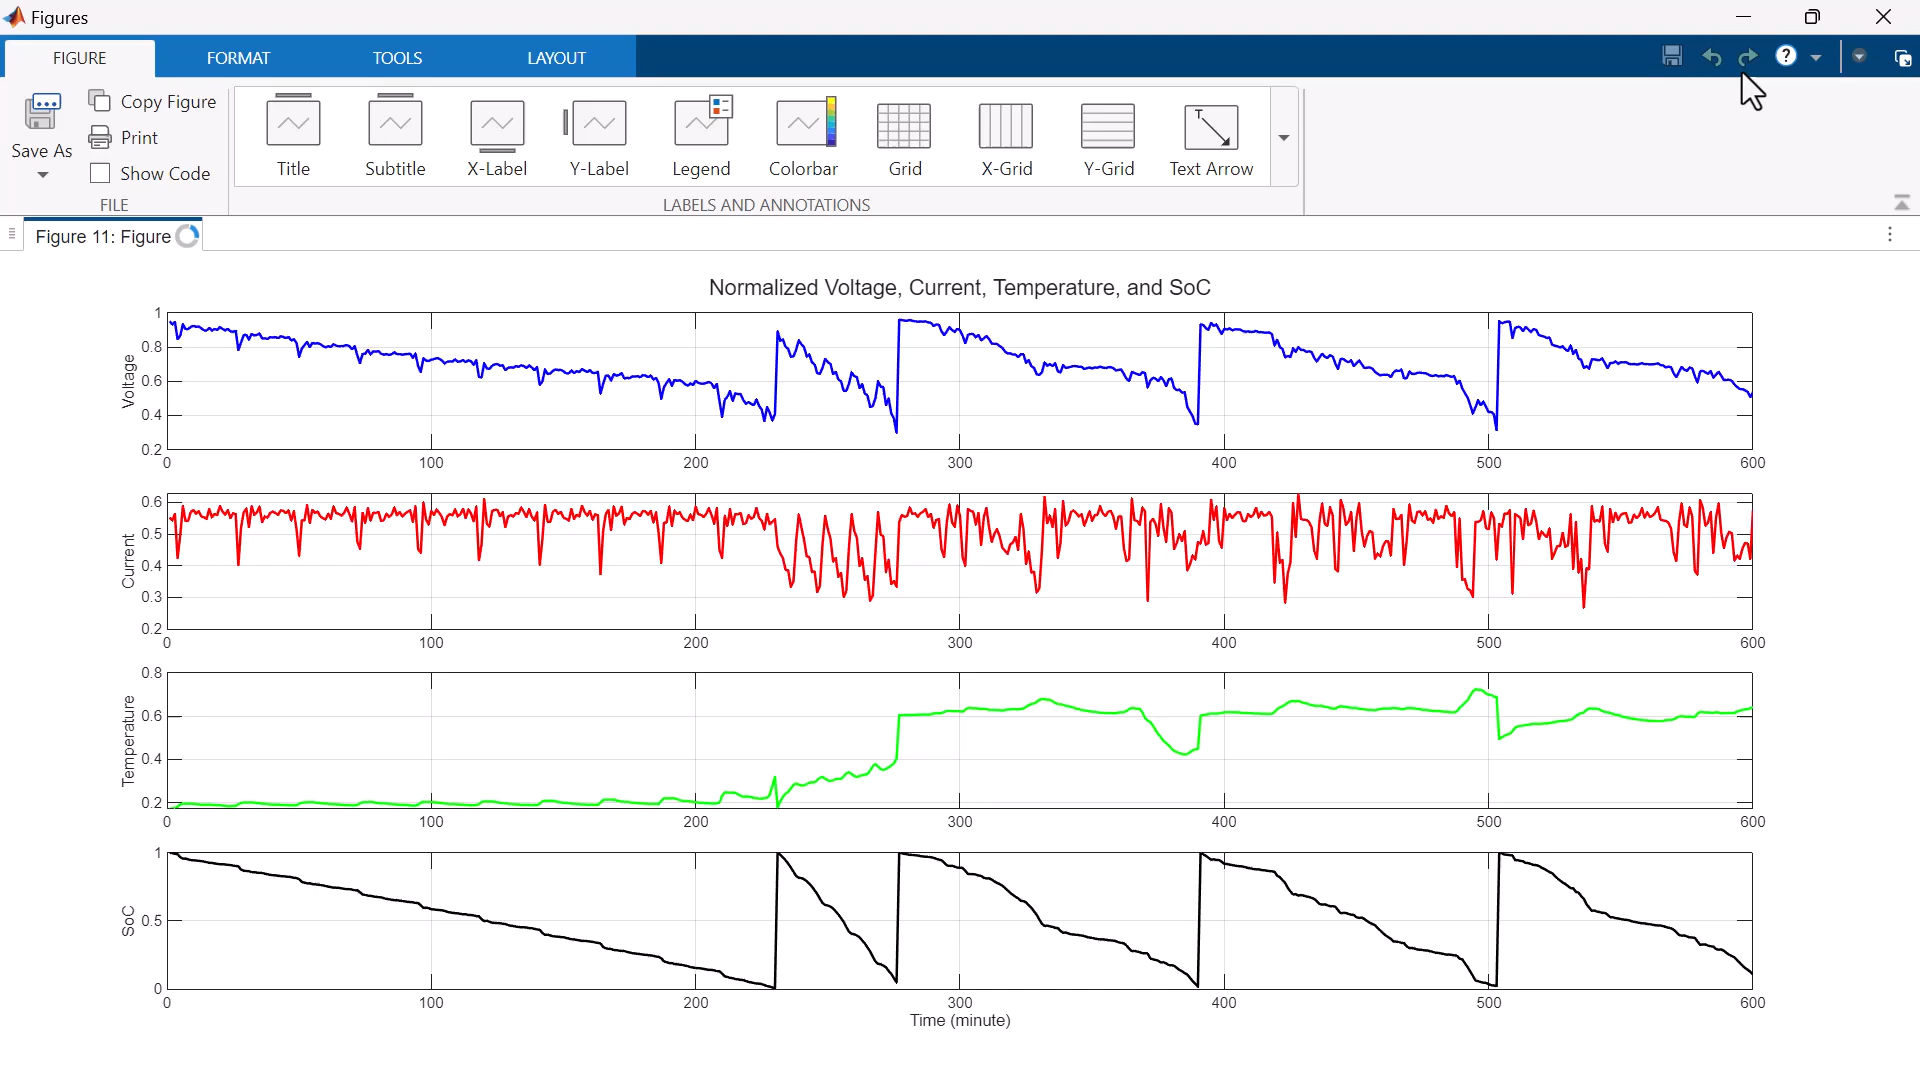 Figures
FIGURE FORMAT TOOLS LAYOUT
Save As
Copy Figure
Print
Show Code
FILE
Title Subtitle X-Label Y-Label Legend Colorbar Grid X-Grid Y-Grid Text Arrow
LABELS AND ANNOTATIONS
Figure 11: Figure
Normalized Voltage, Current, Temperature, and SoC
Voltage
1
0.8
0.6
0.4
0.2
0 100 200 300 400 500 600
Current
0.6
0.5
0.4
0.3
0.2
0 100 200 300 400 500 600
Temperature
0.8
0.6
0.4
0.2
0 100 200 300 400 500 600
SoC
1
0.5
0
0 100 200 300 400 500 600
Time (minute)